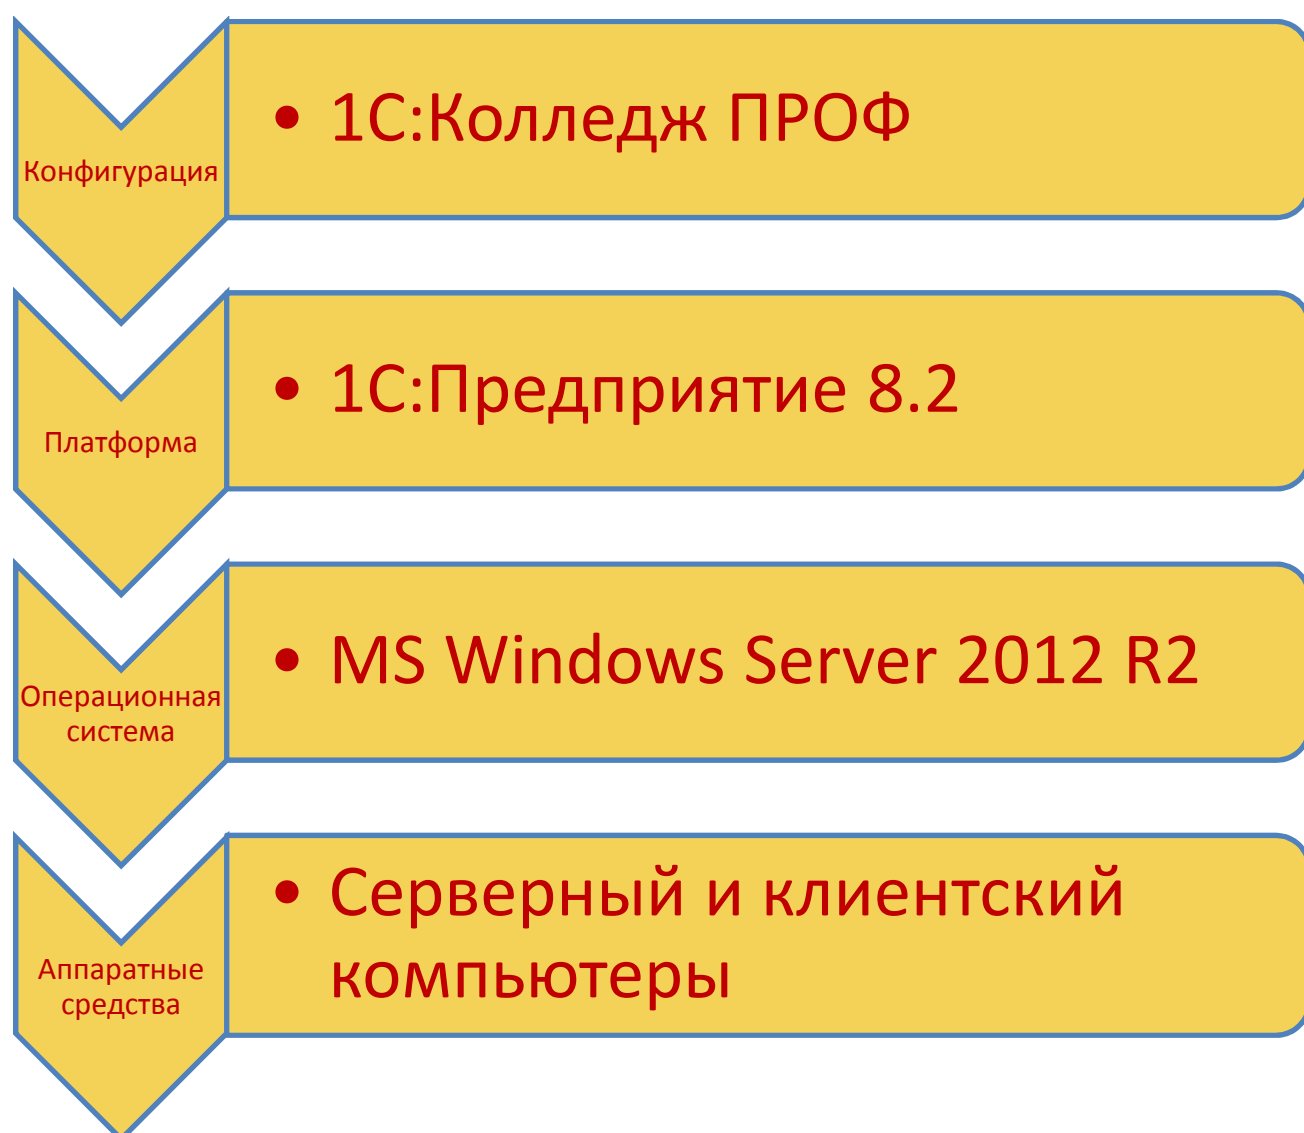 Конфигурация
• 1С:Колледж ПРОФ
Платформа
• 1С:Предприятие 8.2
Операционная
система
• MS Windows Server 2012 R2
Аппаратные
средства
• Серверный и клиентский
компьютеры